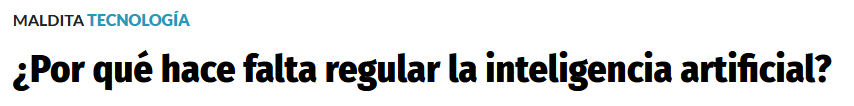 MALDITA TECNOLOGÍA
¿Por qué hace falta regular la inteligencia artificial?